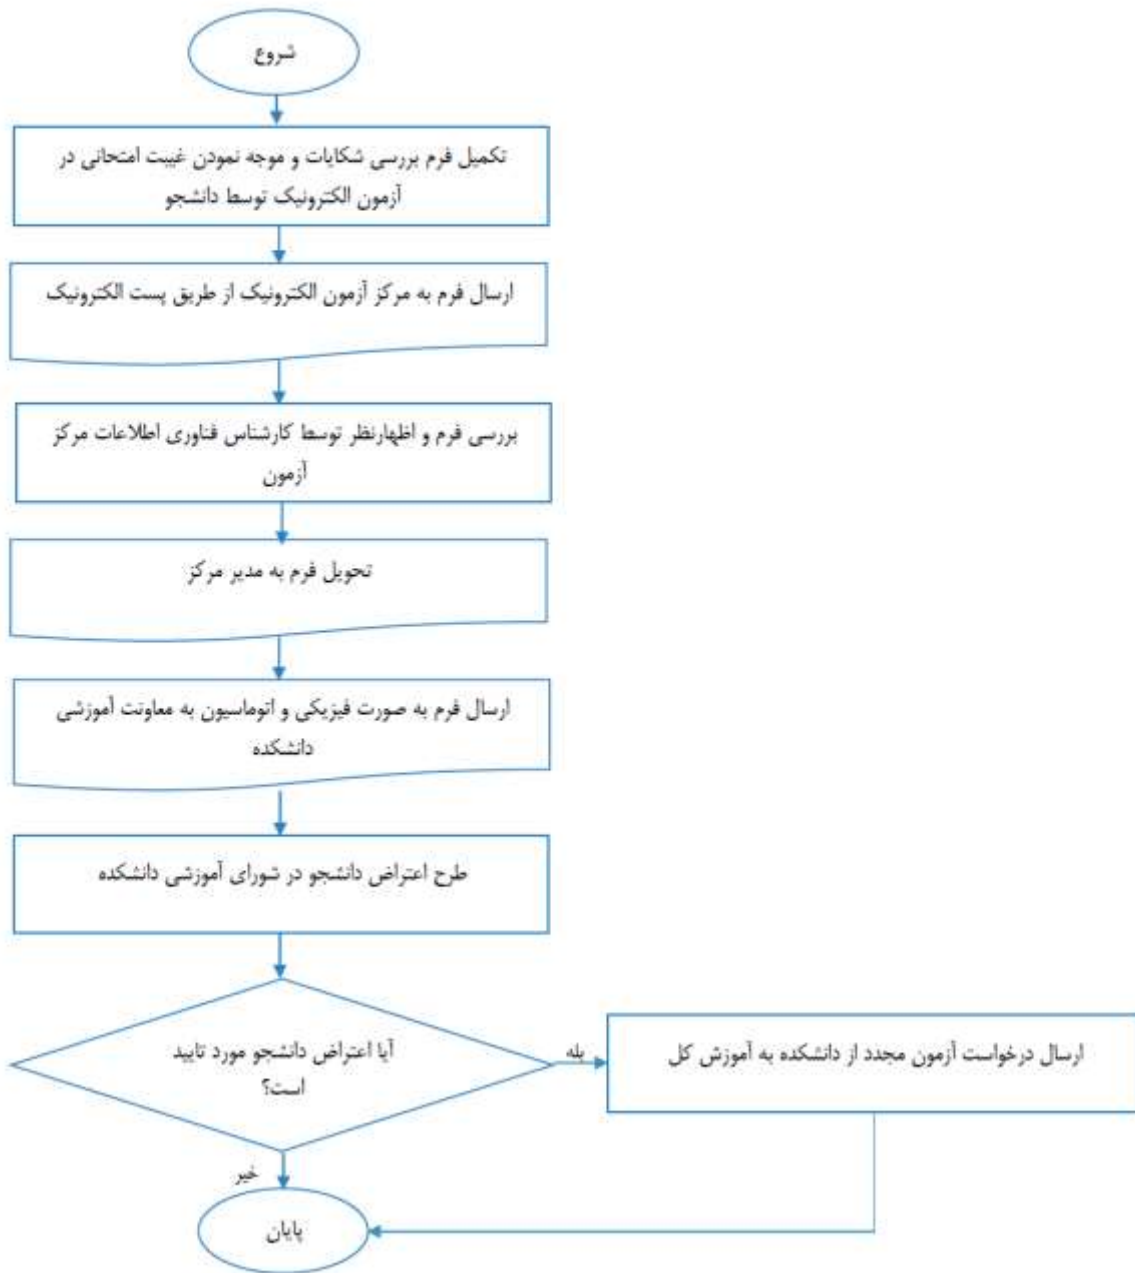 شروع
تکمیل فرم بررسی شکایات و موجه نمودن غیبت امتحانی در
آزمون الکترونیک توسط دانشجو
ارسال فرم به مرکز آزمون الکترونیک از طریق پست الکترونیک
بررسی فرم و اظهارنظر توسط کارشناس فناوری اطلاعات مرکز
آزمون
تحویل فرم به مدیر مرکز
ارسال فرم به صورت فیزیکی و اتوماسیون به معاونت آموزشی
دانشکده
طرح اعتراض دانشجو در شورای آموزشی دانشکده
آیا اعتراض دانشجو مورد تایید
است؟
بله
ارسال درخواست آزمون مجدد از دانشکده به آموزش کل
خیر
پایان